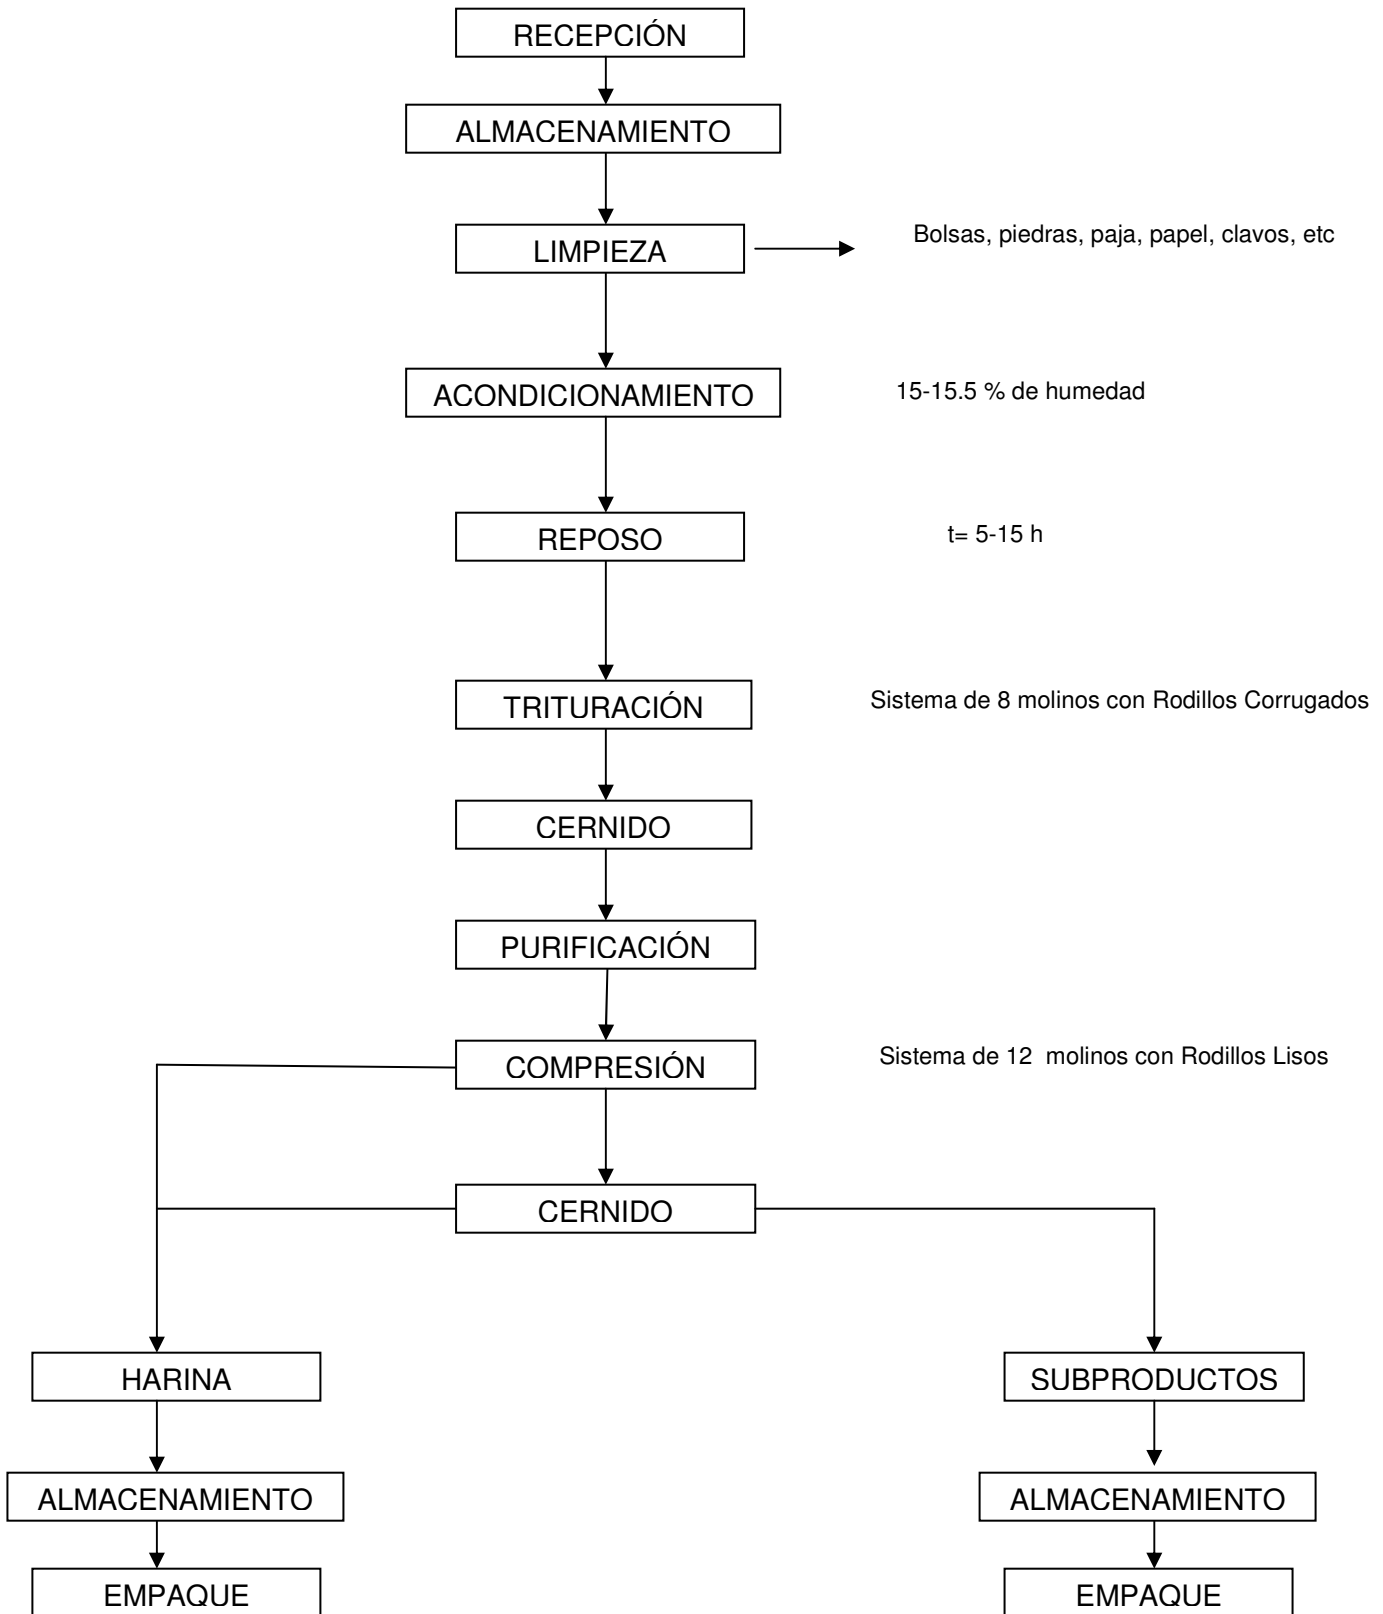 RECEPCIÓN
ALMACENAMIENTO
LIMPIEZA
Bolsas, piedras, paja, papel, clavos, etc
ACONDICIONAMIENTO
15-15.5 % de humedad
REPOSO
t= 5-15 h
TRITURACIÓN
Sistema de 8 molinos con Rodillos Corrugados
CERNIDO
PURIFICACIÓN
COMPRESIÓN
Sistema de 12 molinos con Rodillos Lisos
CERNIDO
HARINA
SUBPRODUCTOS
ALMACENAMIENTO
ALMACENAMIENTO
EMPAQUE
EMPAQUE